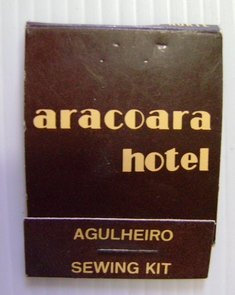 aracoara
hotel
AGULHEIRO
SEWING KIT